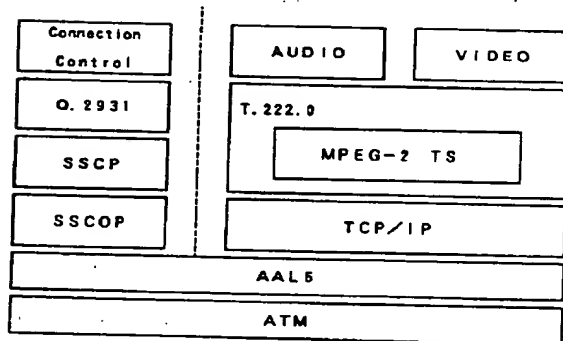 Connection
Control
Q. 2931
SSCP
SSCOP
AUDIO
VIDEO
T. 222. 0
MPEG-2 TS
TCP/IP
AAL5
ATM